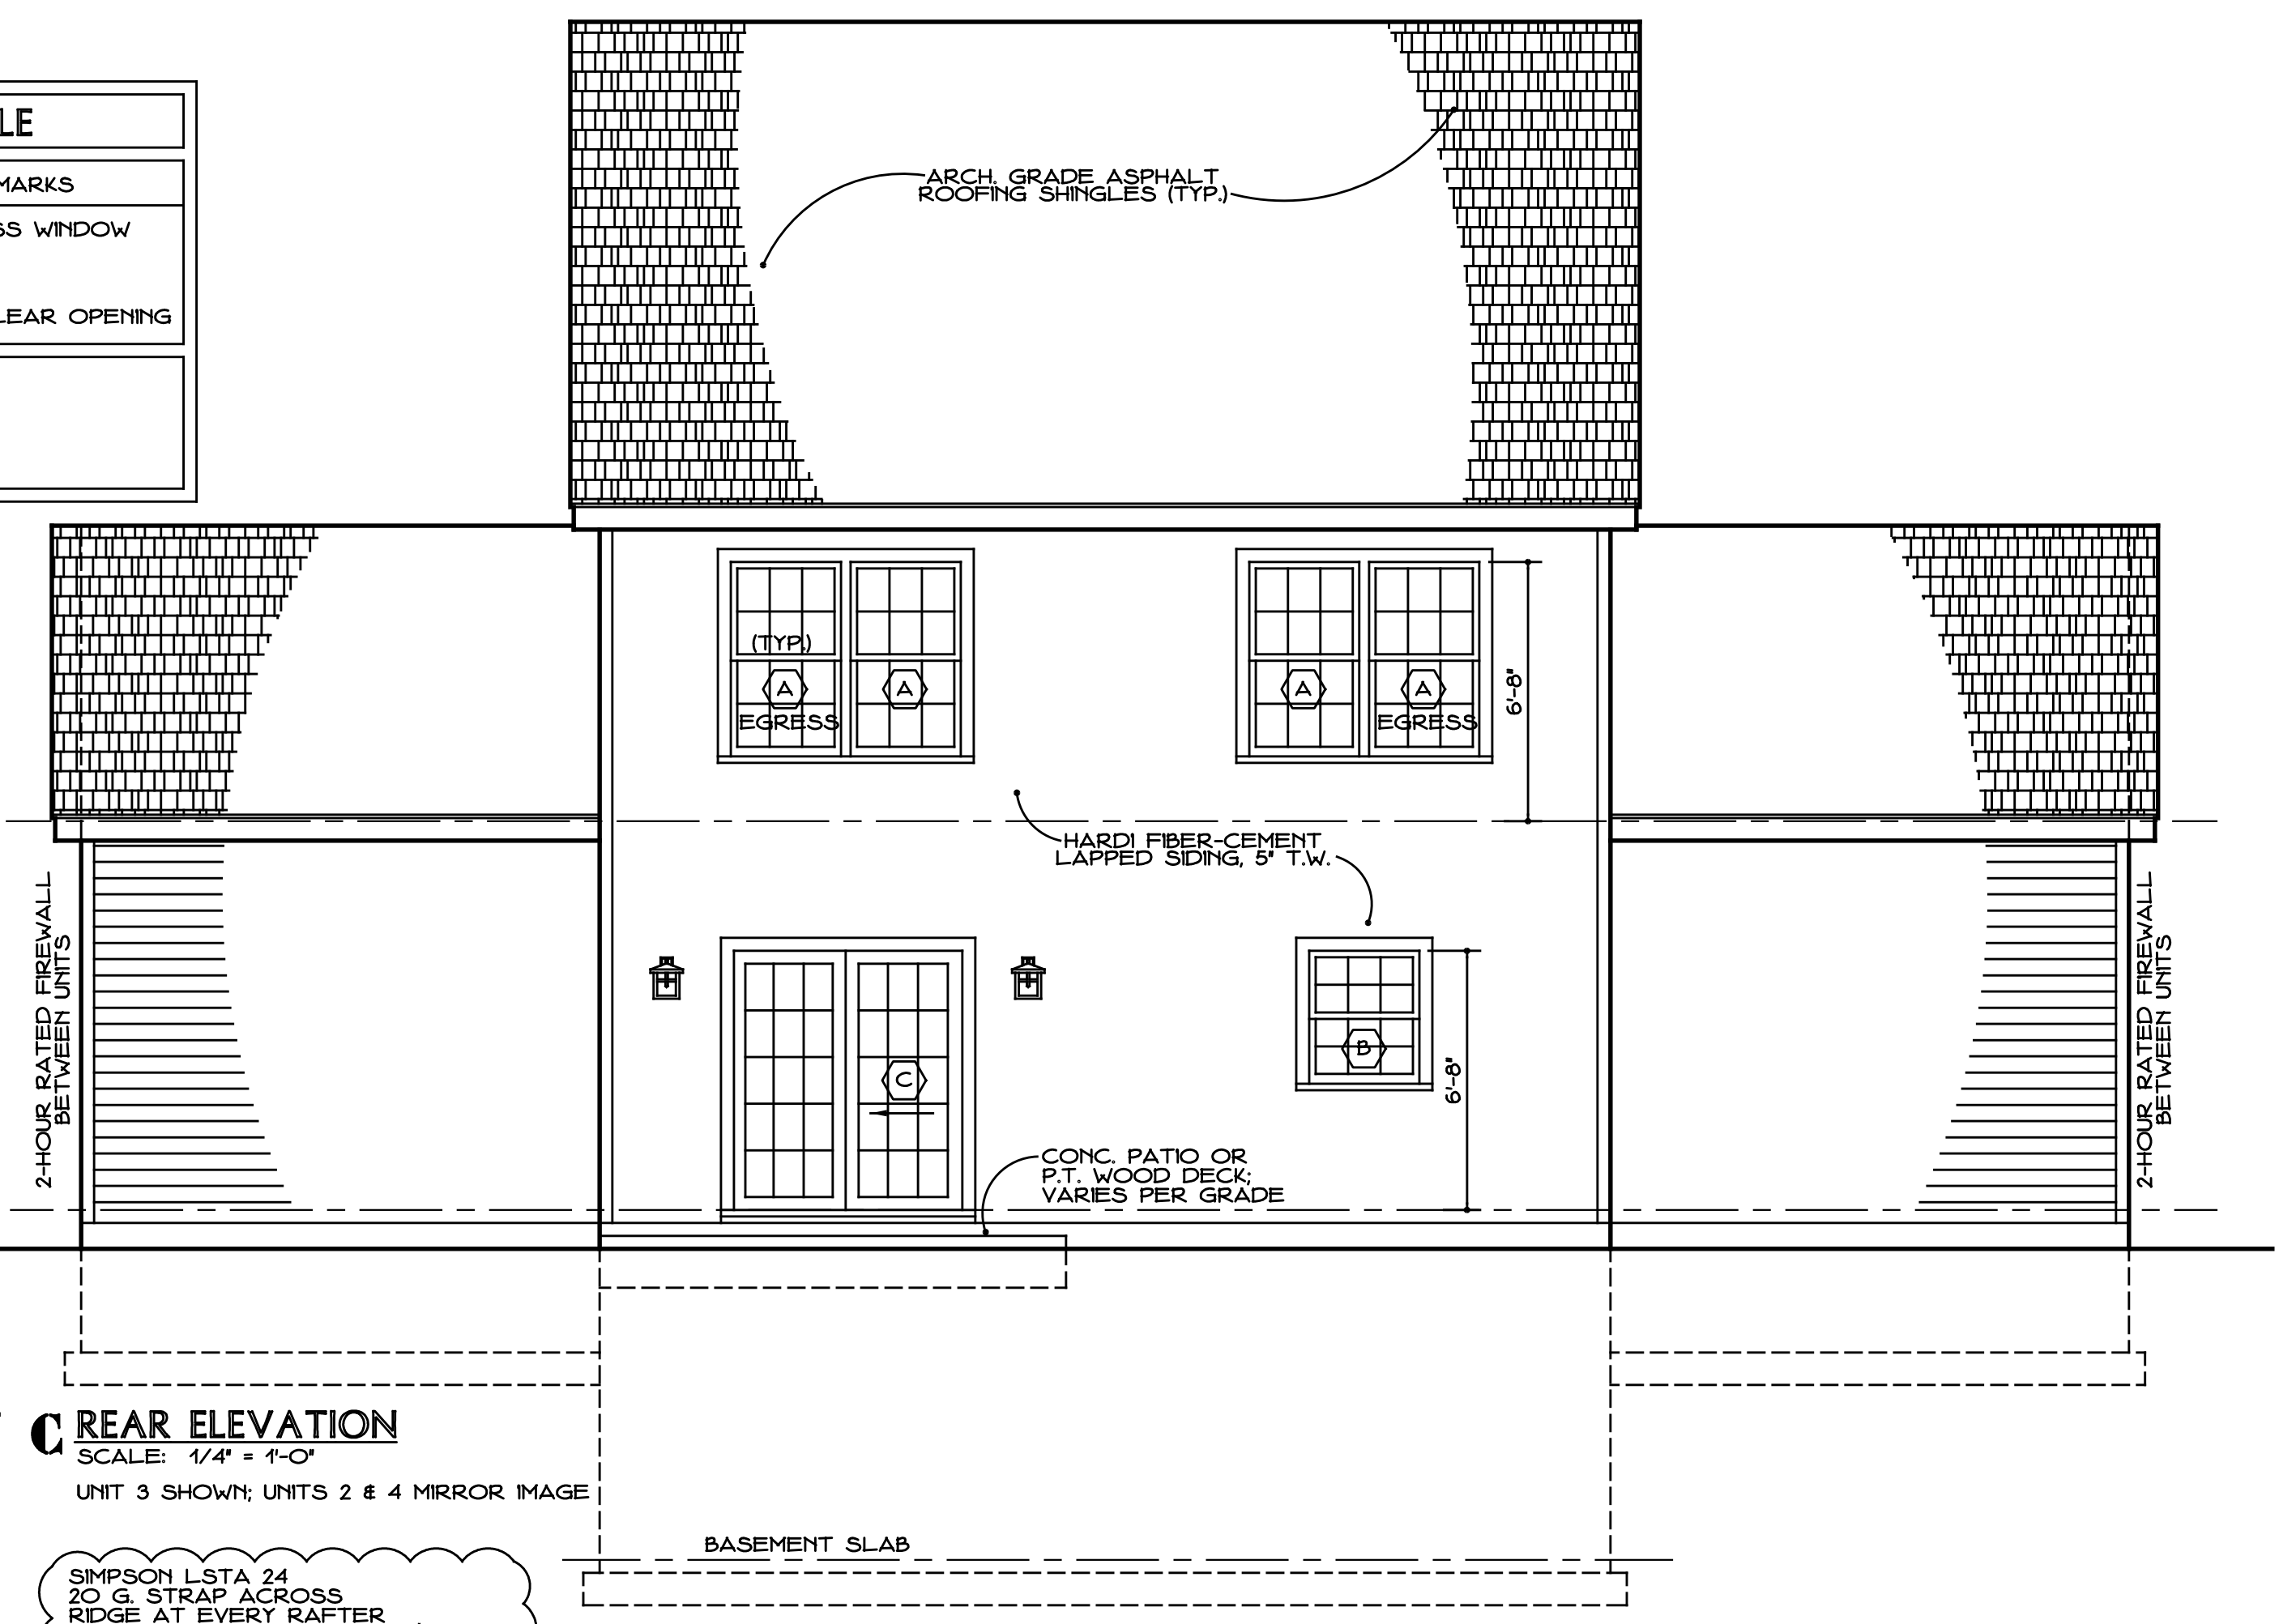 LE
MARKS
SS WINDOW
LEAR OPENING
ARCH. GRADE ASPHALT
ROOFING SHINGLES (TYP.)
(TYP.)
A
A
EGRESS
A
A
EGRESS
6'-8"
HARDI FIBER-CEMENT
LAPPED SIDING, 5" T.W.
2-HOUR RATED FIREWALL
BETWEEN UNITS
C
B
6'-8"
2-HOUR RATED FIREWALL
BETWEEN UNITS
CONC. PATIO OR
P.T. WOOD DECK;
VARIES PER GRADE
C REAR ELEVATION
SCALE: 1/4" = 1'-0"
UNIT 3 SHOWN; UNITS 2 & 4 MIRROR IMAGE
BASEMENT SLAB
SIMPSON LSTA 24
20 G. STRAP ACROSS
RIDGE AT EVERY RAFTER